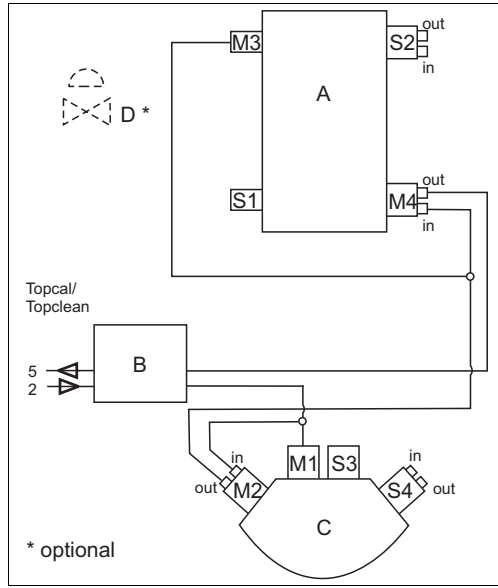 M3
S2
out
in
A
D *
S1
M4
out
in
Topcal/
Topclean
5
2
B
in
out
M2
M1
S3
S4
in
out
C
* optional